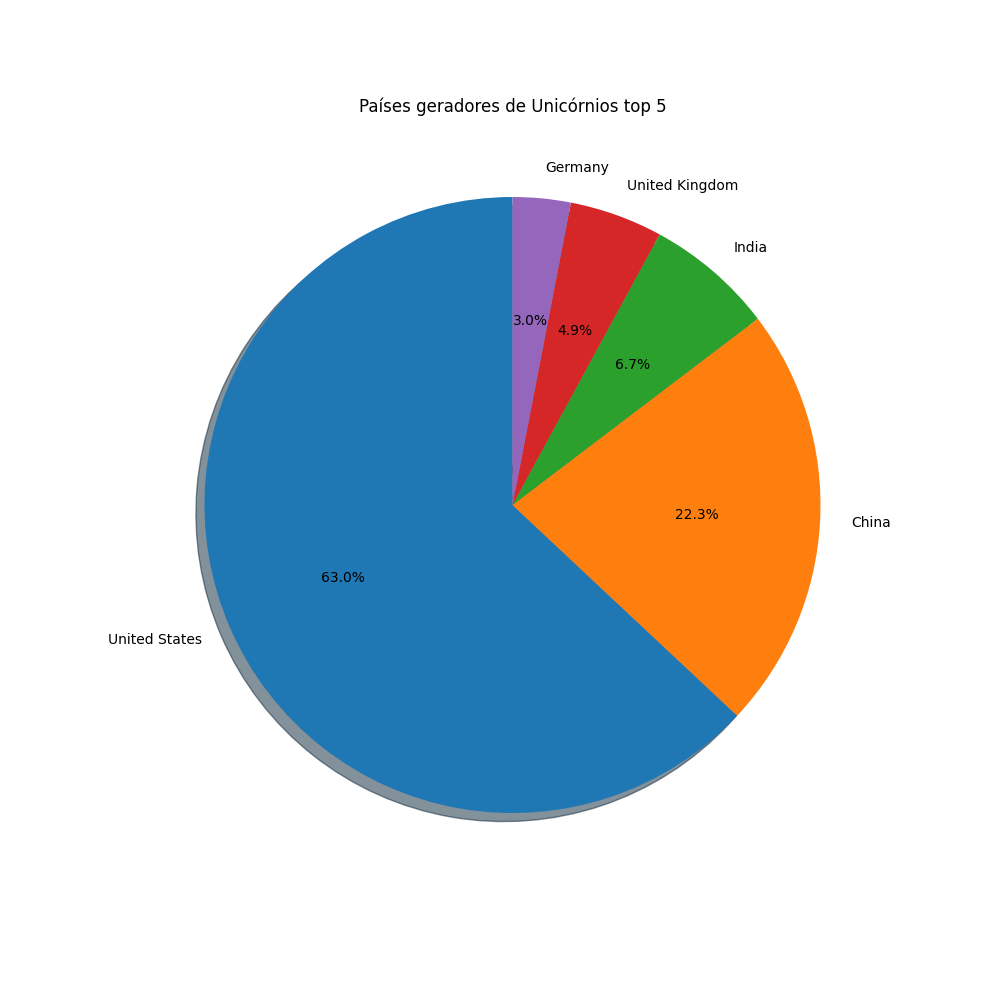 Países geradores de Unicórnios top 5
Germany
United Kingdom
India
3.0%
4.9%
6.7%
22.3%
China
63.0%
United States